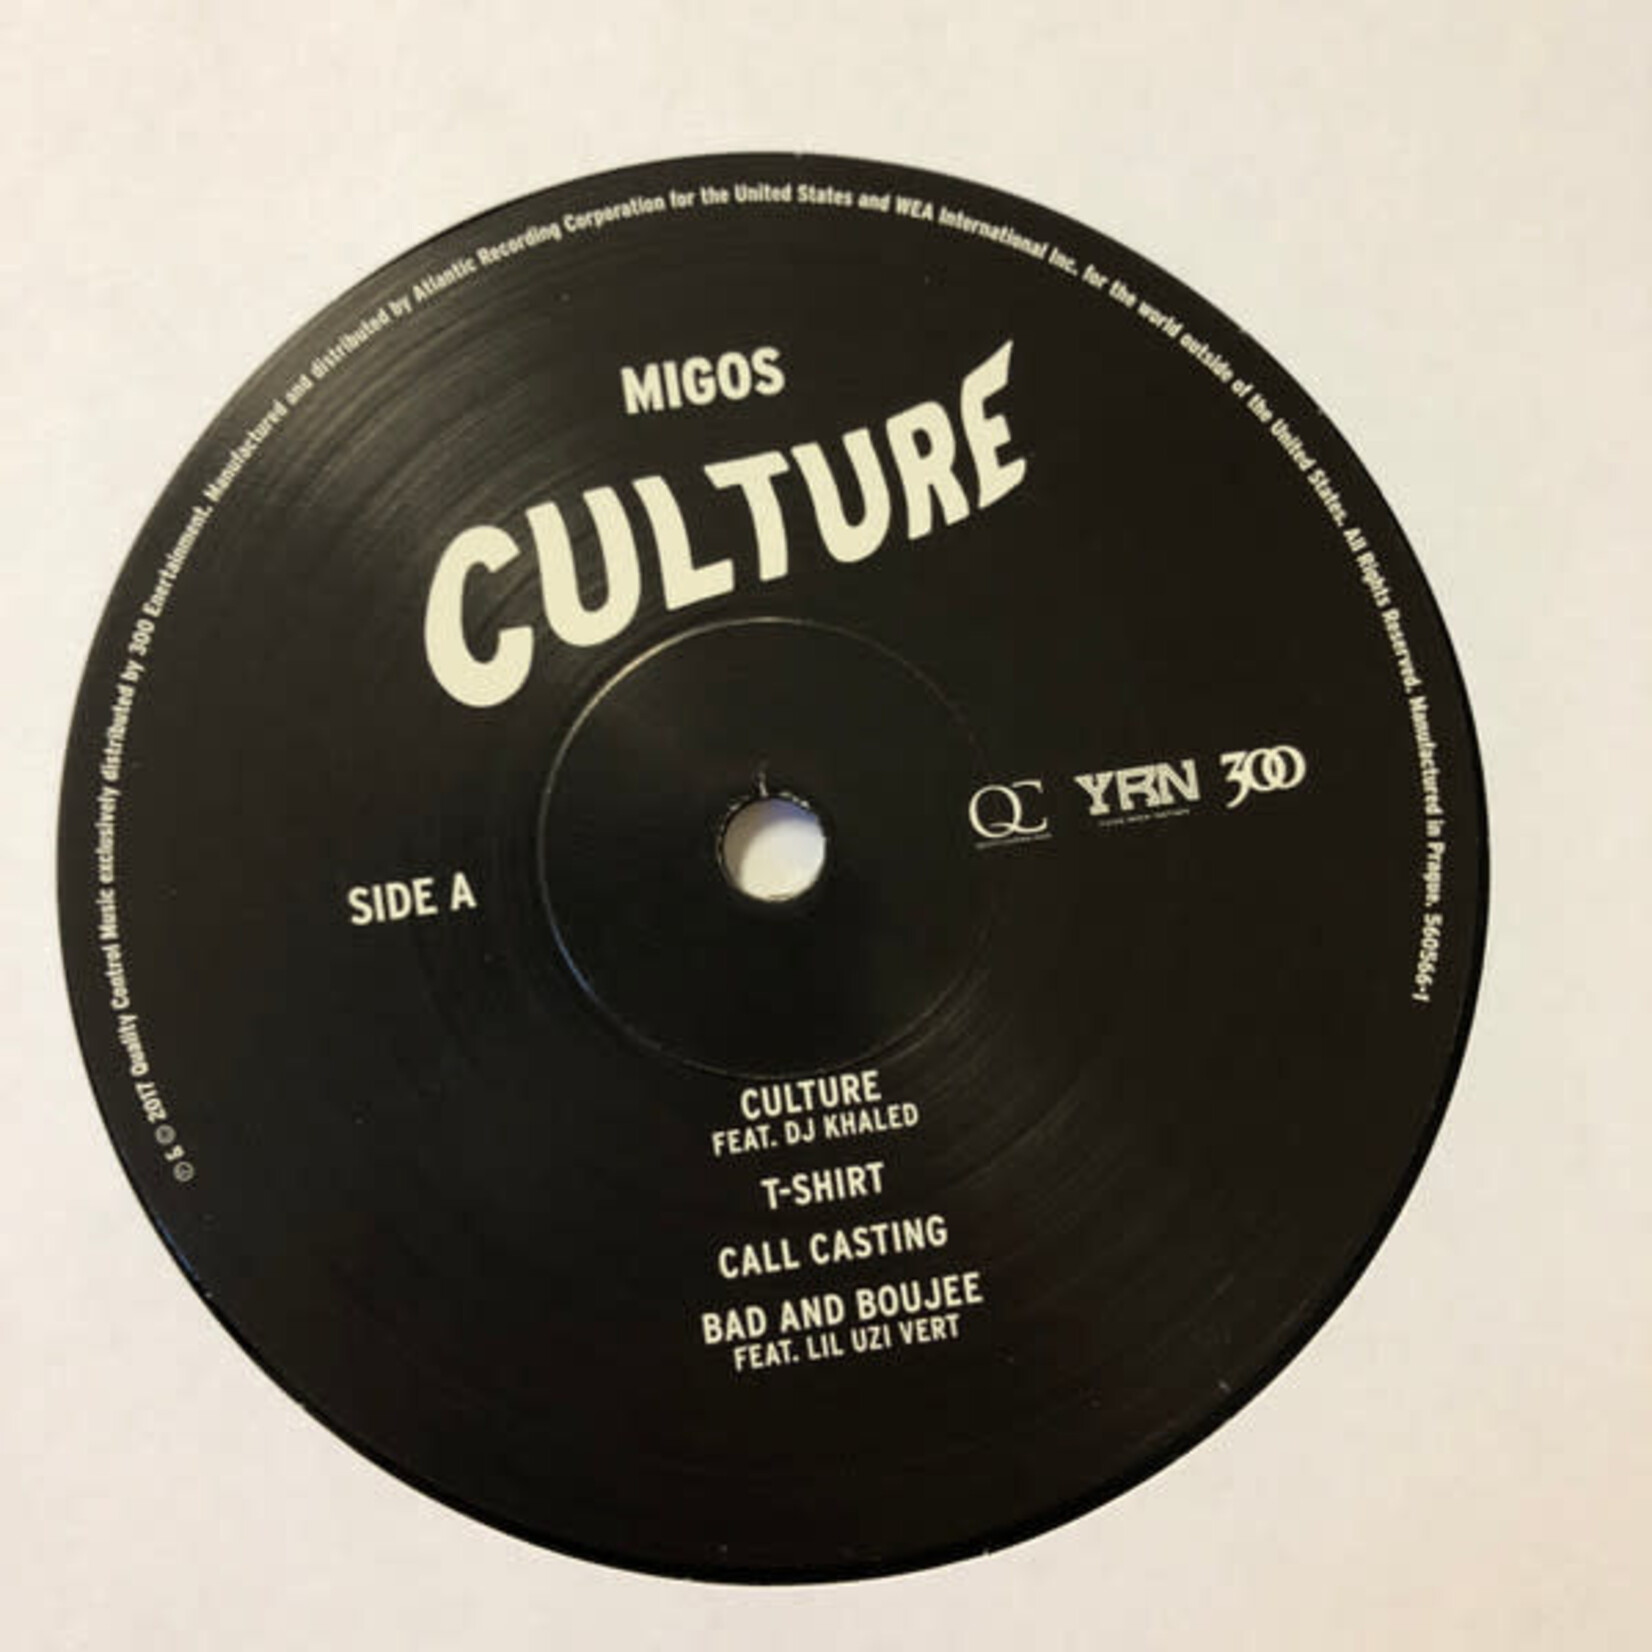 MIGOS
CULTURE
QC
YRN
300
SIDE A
CULTURE
FEAT. DJ KHALED
T-SHIRT
CALL CASTING
BAD AND BOUJEE
FEAT. LIL UZI VERT
℗ & © 2017 Quality Control Music exclusively distributed by 300 Enertainment. Manufactured and distributed by Atlantic Recording Corporation for the United States and WEA International Inc. for the world outside of the United States. All Rights Reserved. Manufactured in Prague. 560566-1